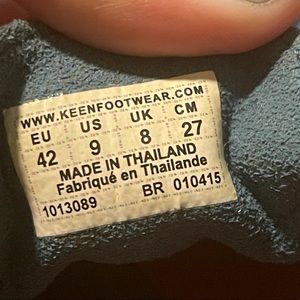 WWW.KEENFOOTWEAR.COM
EU US UK CM
42 9 8 27
MADE IN THAILAND
Fabriqué en Thaïlande
1013089 BR 010415